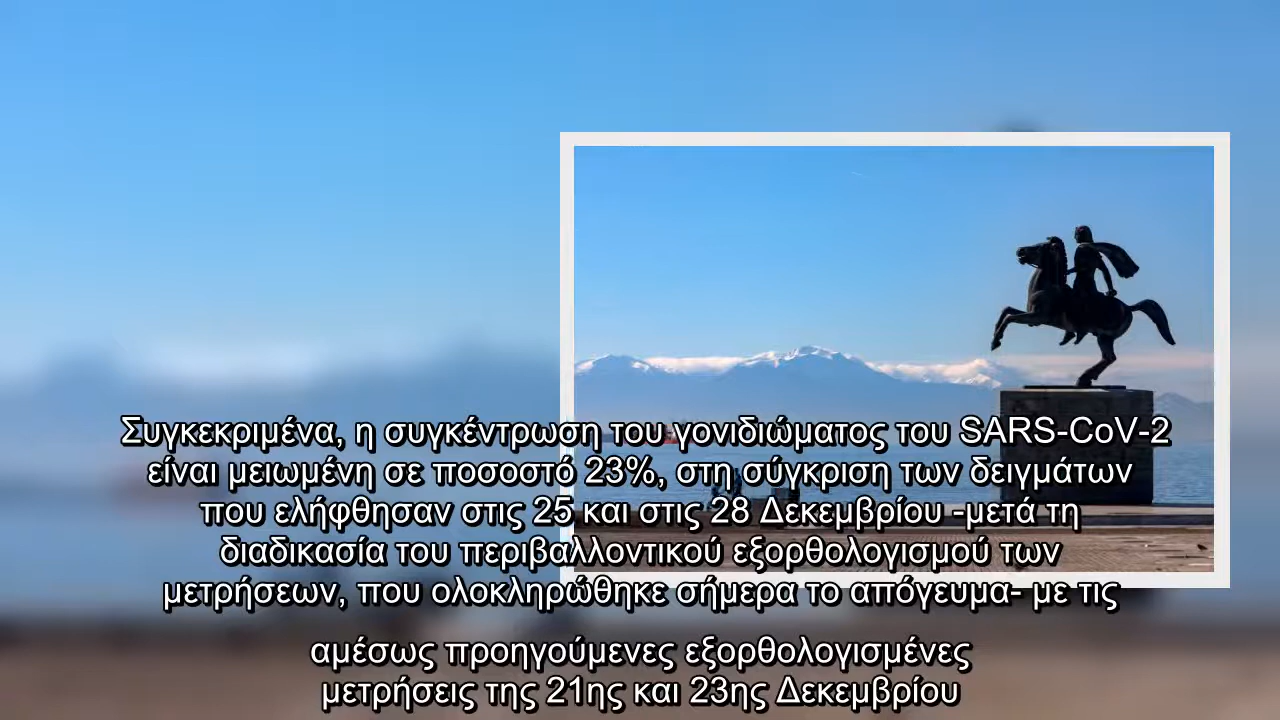 Συγκεκριμένα, η συγκέντρωση του γονιδιώματος του SARS-CoV-2
είναι μειωμένη σε ποσοστό 23%, στη σύγκριση των δειγμάτων
που ελήφθησαν στις 25 και στις 28 Δεκεμβρίου -μετά τη
διαδικασία του περιβαλλοντικού εξορθολογισμού των
μετρήσεων, που ολοκληρώθηκε σήμερα το απόγευμα- με τις
αμέσως προηγούμενες εξορθολογισμένες
μετρήσεις της 21ης και 23ης Δεκεμβρίου